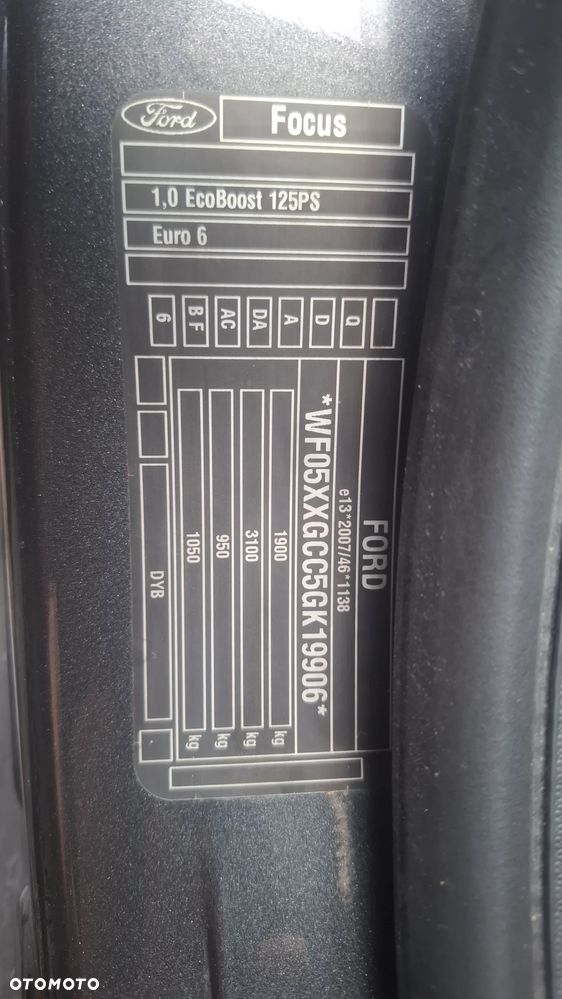 Ford
Focus
1,0 EcoBoost 125PS
Euro 6
6
B F
AC
DA
A
D
Q
FORD
e13*2007/46*1138
*WF05XXGCC5GK19906*
1900 kg
3100 kg
950 kg
1050 kg
DYB
OTOMOTO